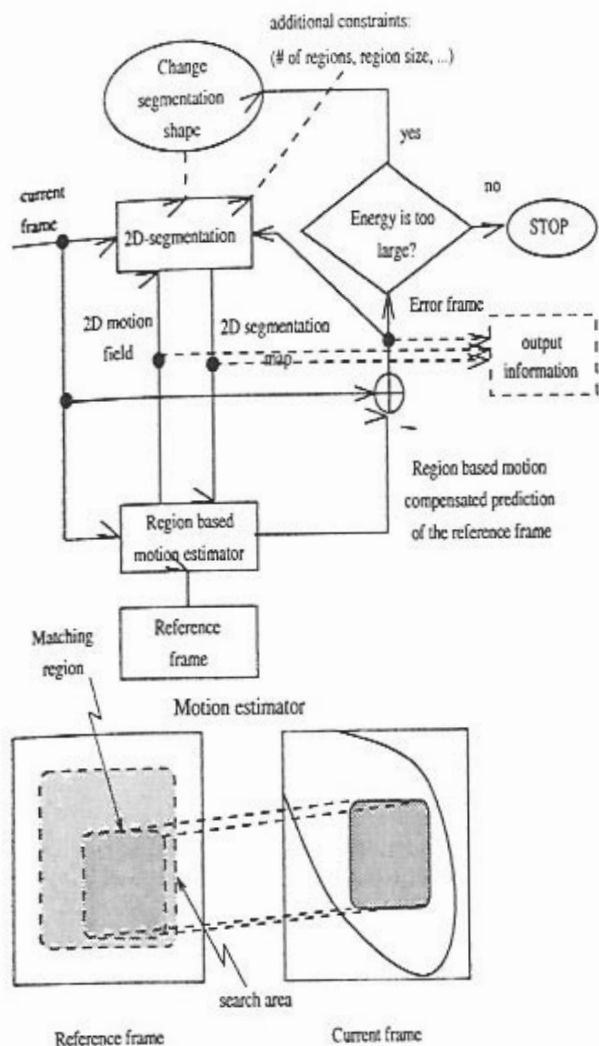 additional constraints:
(# of regions, region size, ...)
Change
segmentation
shape
yes
current
frame
2D-segmentation
Energy is too
large?
no
STOP
2D motion
field
2D segmentation
map
Error frame
output
information
Region based motion
compensated prediction
of the reference frame
Region based
motion estimator
Reference
frame
Matching
region
Motion estimator
search area
Reference frame
Current frame